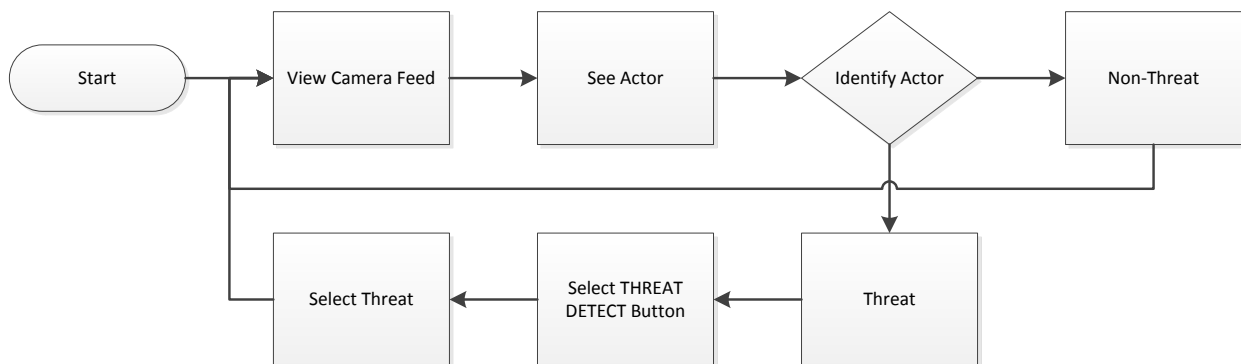 Start
View Camera Feed
See Actor
Identify Actor
Non-Threat
Select Threat
Select THREAT
DETECT Button
Threat